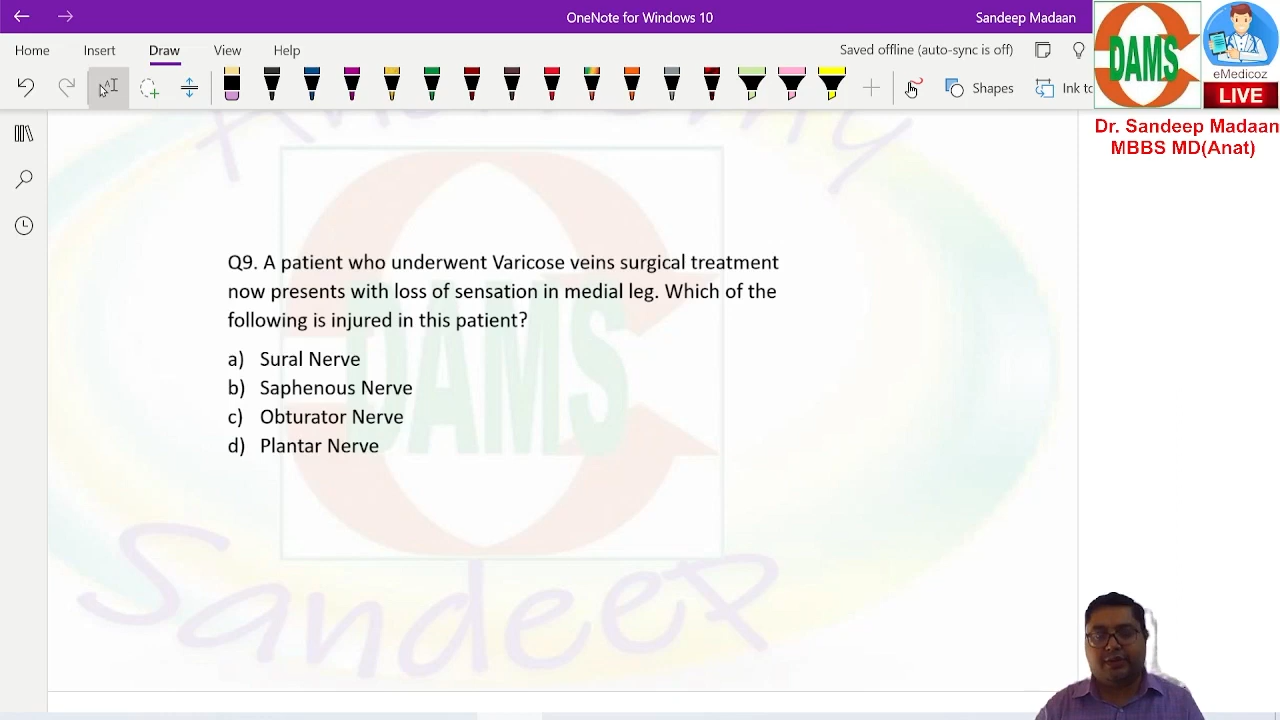 OneNote for Windows 10
Sandeep Madaan
Home Insert Draw View Help
Saved offline (auto-sync is off)
Shapes
Ink to
DAMS
eMedicoz
LIVE
Dr. Sandeep Madaan
MBBS MD(Anat)
Anatomy
Q9. A patient who underwent Varicose veins surgical treatment
now presents with loss of sensation in medial leg. Which of the
following is injured in this patient?
a) Sural Nerve
b) Saphenous Nerve
c) Obturator Nerve
d) Plantar Nerve
DAMS
Sandeep